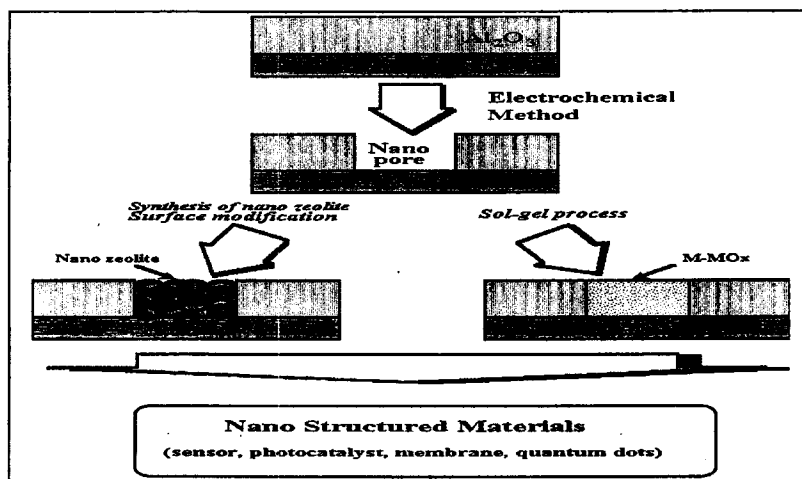 Al₂O₃
Electrochemical
Method
Nano
pore
Synthesis of nano zeolite
Surface modification
Sol-gel process
Nano zeolite
M-MOx
Nano Structured Materials
(sensor, photocatalyst, membrane, quantum dots)